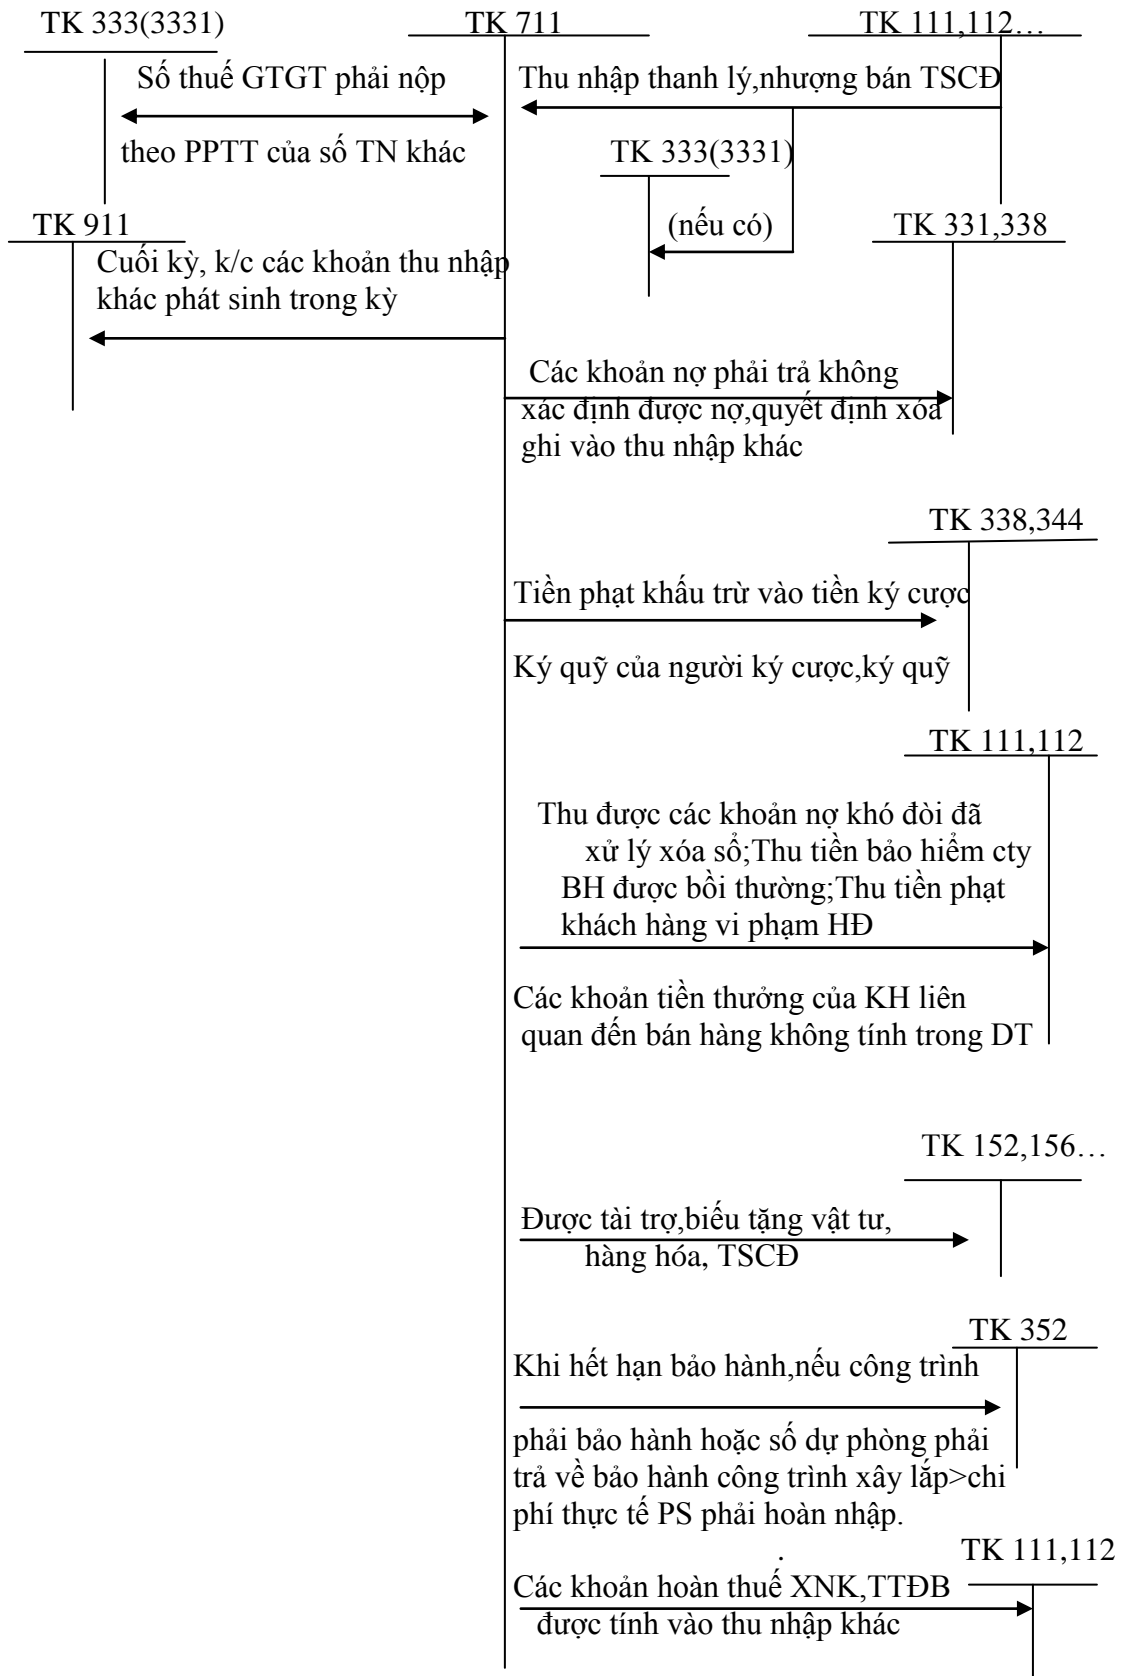 TK 333(3331)
TK 711
TK 111,112…
Số thuế GTGT phải nộp
theo PPTT của số TN khác
Thu nhập thanh lý,nhượng bán TSCĐ
TK 333(3331)
(nếu có)
TK 911
Cuối kỳ, k/c các khoản thu nhập
khác phát sinh trong kỳ
TK 331,338
Các khoản nợ phải trả không
xác định được nợ,quyết định xóa
ghi vào thu nhập khác
TK 338,344
Tiền phạt khấu trừ vào tiền ký cược
Ký quỹ của người ký cược,ký quỹ
TK 111,112
Thu được các khoản nợ khó đòi đã
xử lý xóa sổ;Thu tiền bảo hiểm cty
BH được bồi thường;Thu tiền phạt
khách hàng vi phạm HĐ
Các khoản tiền thưởng của KH liên
quan đến bán hàng không tính trong DT
TK 152,156…
Được tài trợ,biếu tặng vật tư,
hàng hóa, TSCĐ
TK 352
Khi hết hạn bảo hành,nếu công trình
phải bảo hành hoặc số dự phòng phải
trả về bảo hành công trình xây lắp>chi
phí thực tế PS phải hoàn nhập.
.
TK 111,112
Các khoản hoàn thuế XNK,TTĐB
được tính vào thu nhập khác